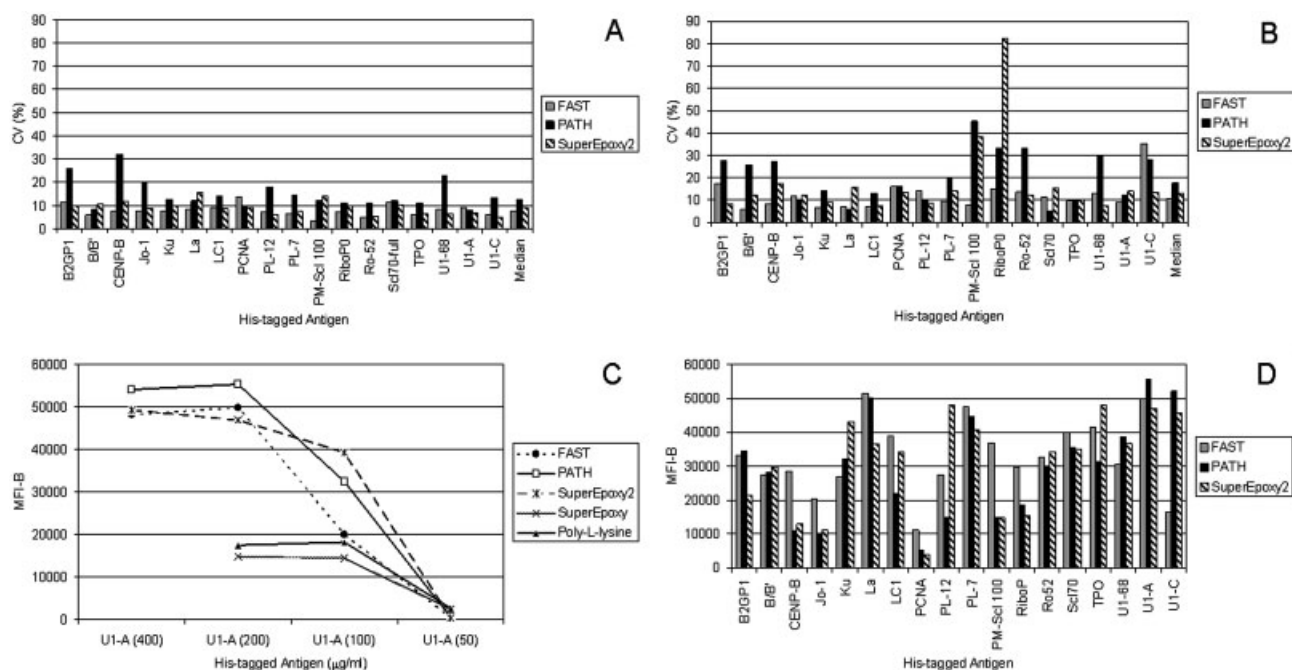 A
90
80
70
60
50
40
30
20
10
0
CV (%)
B2GP1
B/B'
CENP-B
Jo-1
Ku
La
LC1
PCNA
PL-12
PL-7
PM-Scl 100
RiboP0
Ro-52
Scl70-full
TPO
U1-68
U1-A
U1-C
Median
His-tagged Antigen
FAST
PATH
SuperEpoxy2
B
90
80
70
60
50
40
30
20
10
0
CV (%)
B2GP1
B/B'
CENP-B
Jo-1
Ku
La
LC1
PCNA
PL-12
PL-7
PM-Scl 100
RiboP0
Ro-52
Scl70
TPO
U1-68
U1-A
U1-C
Median
His-tagged Antigen
FAST
PATH
SuperEpoxy2
C
60000
50000
40000
30000
20000
10000
0
MFI-B
U1-A (400)
U1-A (200)
U1-A (100)
U1-A (50)
His-tagged Antigen (µg/ml)
FAST
PATH
SuperEpoxy2
SuperEpoxy
Poly-L-lysine
D
60000
50000
40000
30000
20000
10000
0
MFI-B
B2GP1
B/B'
CENP-B
Jo-1
Ku
La
LC1
PCNA
PL-12
PL-7
PM-Scl 100
RiboP
Ro52
Scl70
TPO
U1-68
U1-A
U1-C
His-tagged Antigen
FAST
PATH
SuperEpoxy2